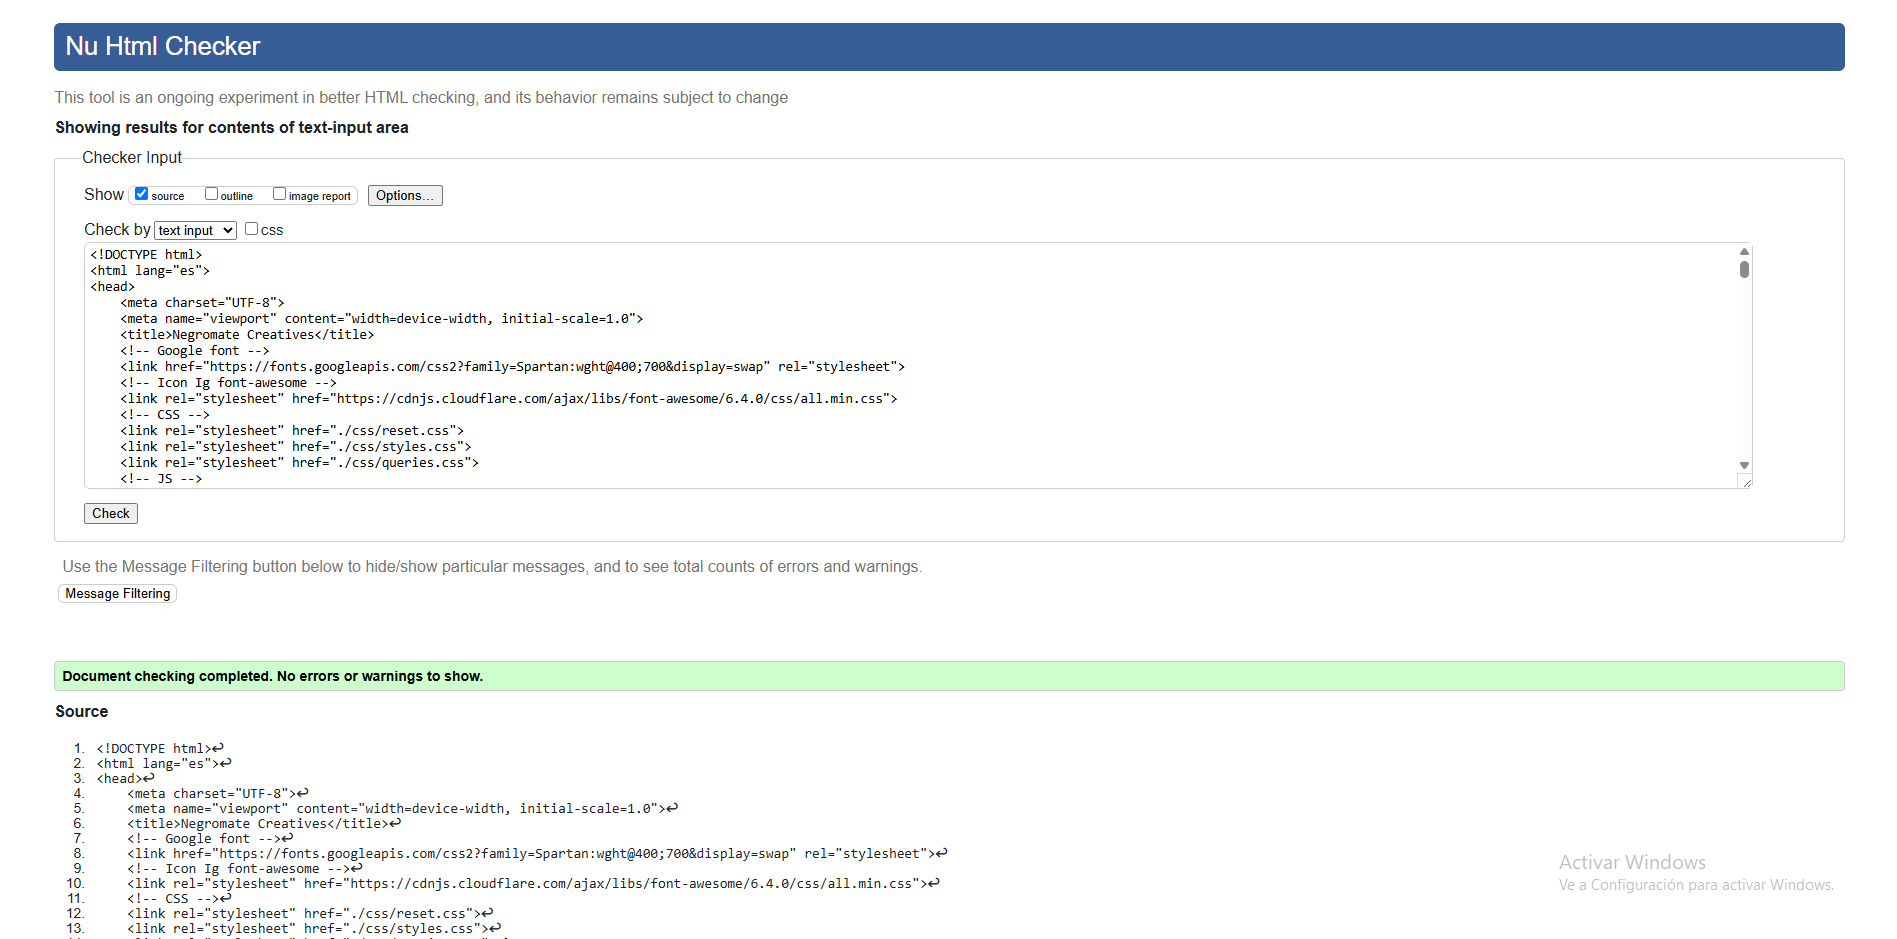 Nu Html Checker
This tool is an ongoing experiment in better HTML checking, and its behavior remains subject to change
Showing results for contents of text-input area
Checker Input
Show source outline image report Options...
Check by text input css
<!DOCTYPE html>
<html lang="es">
<head>
    <meta charset="UTF-8">
    <meta name="viewport" content="width=device-width, initial-scale=1.0">
    <title>Negromate Creatives</title>
    <!-- Google font -->
    <link href="https://fonts.googleapis.com/css2?family=Spartan:wght@400;700&display=swap" rel="stylesheet">
    <!-- Icon Ig font-awesome -->
    <link rel="stylesheet" href="https://cdnjs.cloudflare.com/ajax/libs/font-awesome/6.4.0/css/all.min.css">
    <!-- CSS -->
    <link rel="stylesheet" href="./css/reset.css">
    <link rel="stylesheet" href="./css/styles.css">
    <link rel="stylesheet" href="./css/queries.css">
    <!-- JS -->
Check
Use the Message Filtering button below to hide/show particular messages, and to see total counts of errors and warnings.
Message Filtering
Document checking completed. No errors or warnings to show.
Source
1. <!DOCTYPE html>↩
2. <html lang="es">↩
3. <head>↩
4.     <meta charset="UTF-8">↩
5.     <meta name="viewport" content="width=device-width, initial-scale=1.0">↩
6.     <title>Negromate Creatives</title>↩
7.     <!-- Google font -->↩
8.     <link href="https://fonts.googleapis.com/css2?family=Spartan:wght@400;700&display=swap" rel="stylesheet">↩
9.     <!-- Icon Ig font-awesome -->↩
10.     <link rel="stylesheet" href="https://cdnjs.cloudflare.com/ajax/libs/font-awesome/6.4.0/css/all.min.css">↩
11.     <!-- CSS -->↩
12.     <link rel="stylesheet" href="./css/reset.css">↩
13.     <link rel="stylesheet" href="./css/styles.css">↩
Activar Windows
Ve a Configuración para activar Windows.